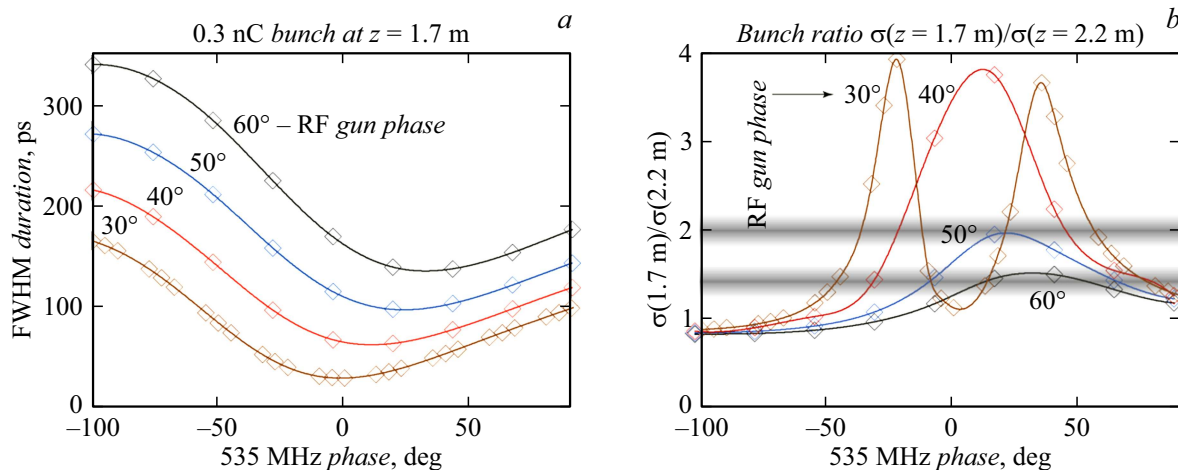 a
0.3 nC bunch at z = 1.7 m
FWHM duration, ps
300
200
100
0
60° – RF gun phase
50°
40°
30°
–100
–50
0
50
535 MHz phase, deg
b
Bunch ratio σ(z = 1.7 m)/σ(z = 2.2 m)
σ(1.7 m)/σ(2.2 m)
4
3
2
1
0
RF gun phase
30°
40°
50°
60°
–100
–50
0
50
535 MHz phase, deg